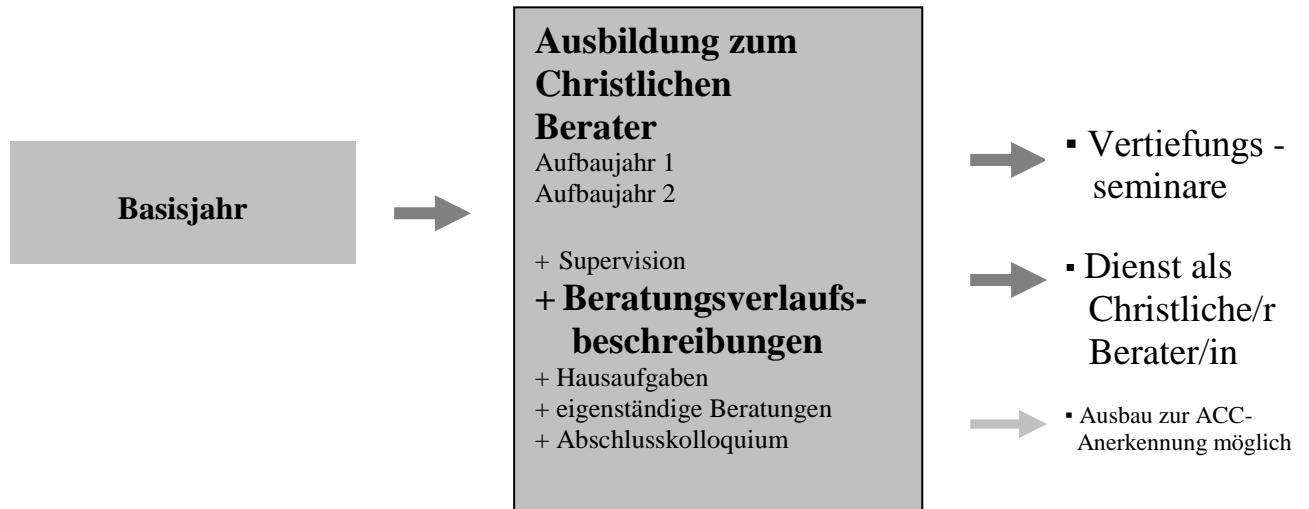 Basisjahr
Ausbildung zum
Christlichen
Berater
Aufbaujahr 1
Aufbaujahr 2
+ Supervision
+ Beratungsverlaufs-
beschreibungen
+ Hausaufgaben
+ eigenständige Beratungen
+ Abschlusskolloquium
▪ Vertiefungs -
seminare
▪ Dienst als
Christliche/r
Berater/in
▪ Ausbau zur ACC-
Anerkennung möglich